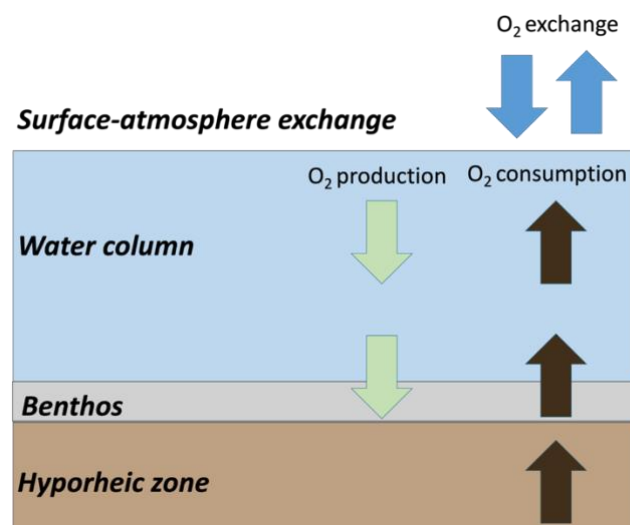 O₂ exchange
Surface-atmosphere exchange
O₂ production
O₂ consumption
Water column
Benthos
Hyporheic zone